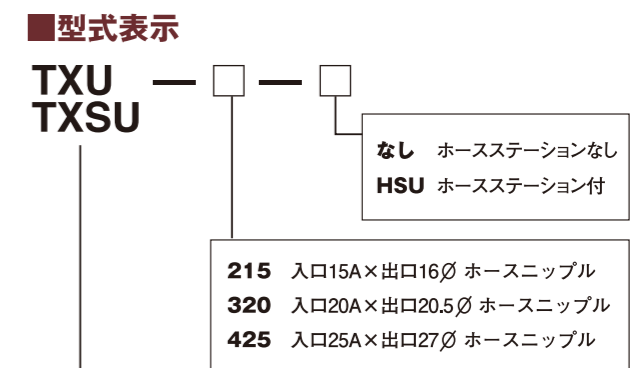 ■型式表示
TXU — □ — □
TXSU
なし ホースステーションなし
HSU ホースステーション付
215 入口15A×出口16∅ ホースニップル
320 入口20A×出口20.5∅ ホースニップル
425 入口25A×出口27∅ ホースニップル